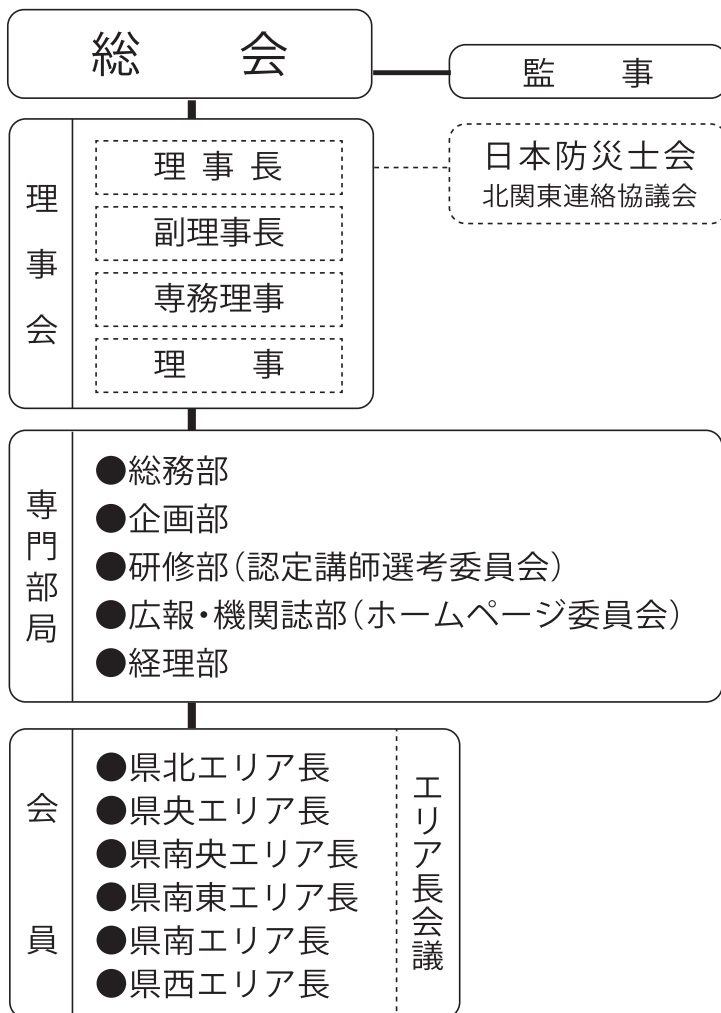 総会
監事
理事会
理事長
副理事長
専務理事
理事
日本防災士会
北関東連絡協議会
専門部局
●総務部
●企画部
●研修部(認定講師選考委員会)
●広報・機関誌部(ホームページ委員会)
●経理部
会員
●県北エリア長
●県央エリア長
●県南央エリア長
●県南東エリア長
●県南エリア長
●県西エリア長
エリア長会議